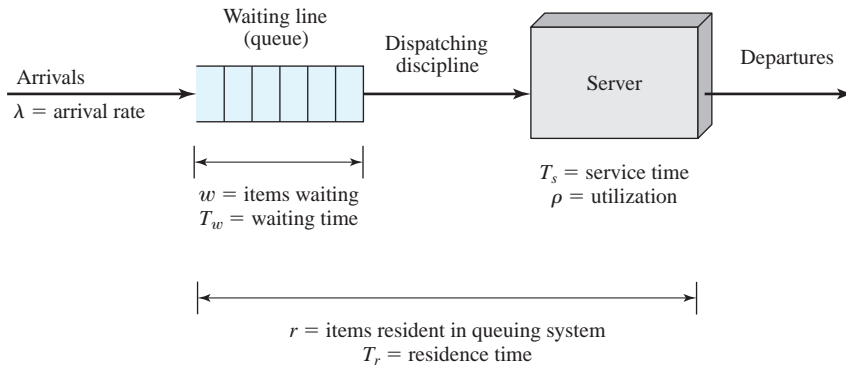 Waiting line
(queue)
Dispatching
discipline
Arrivals
λ = arrival rate
Server
Departures
w = items waiting
T_w = waiting time
T_s = service time
ρ = utilization
r = items resident in queuing system
T_r = residence time